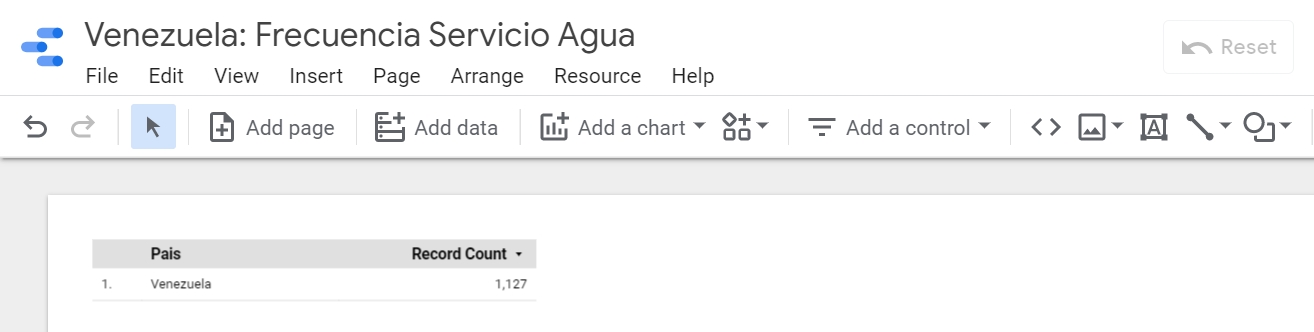 Venezuela: Frecuencia Servicio Agua
Reset
File Edit View Insert Page Arrange Resource Help
Add page Add data Add a chart Add a control
A
Pais Record Count
1. Venezuela 1,127